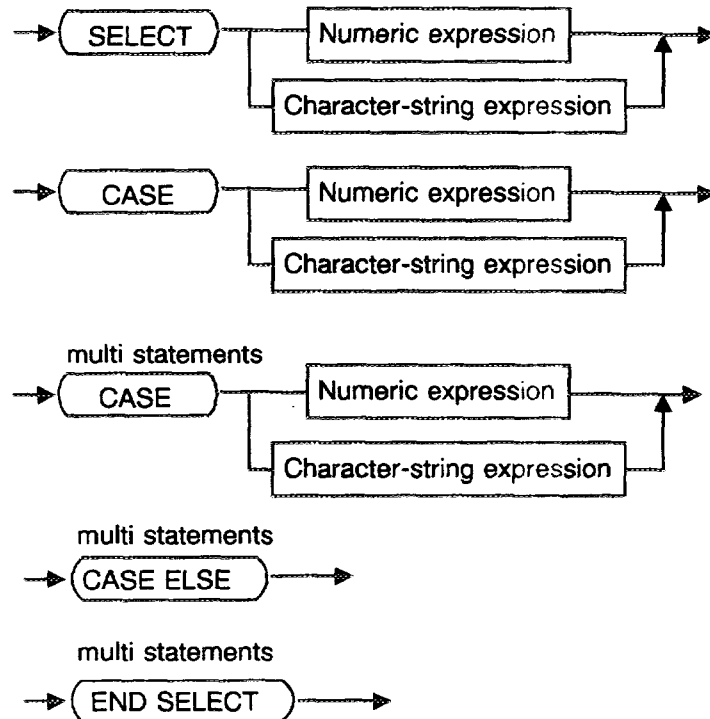 SELECT Numeric expression
Character-string expression
CASE Numeric expression
Character-string expression
multi statements
CASE Numeric expression
Character-string expression
multi statements
CASE ELSE
multi statements
END SELECT